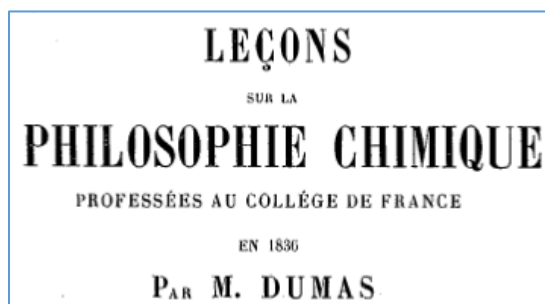 LEÇONS
SUR LA
PHILOSOPHIE CHIMIQUE
PROFESSÉES AU COLLÉGE DE FRANCE
EN 1836
PAR M. DUMAS